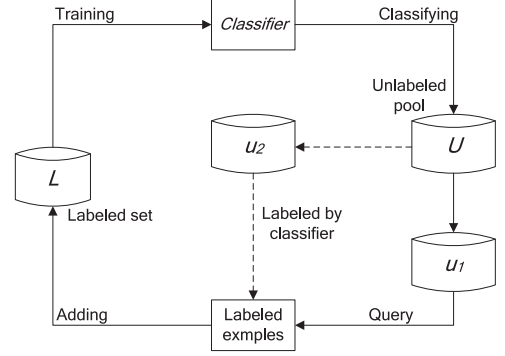 Training
Classifier
Classifying
Unlabeled
pool
u2
U
L
Labeled set
Labeled by
classifier
u1
Adding
Labeled
exmples
Query